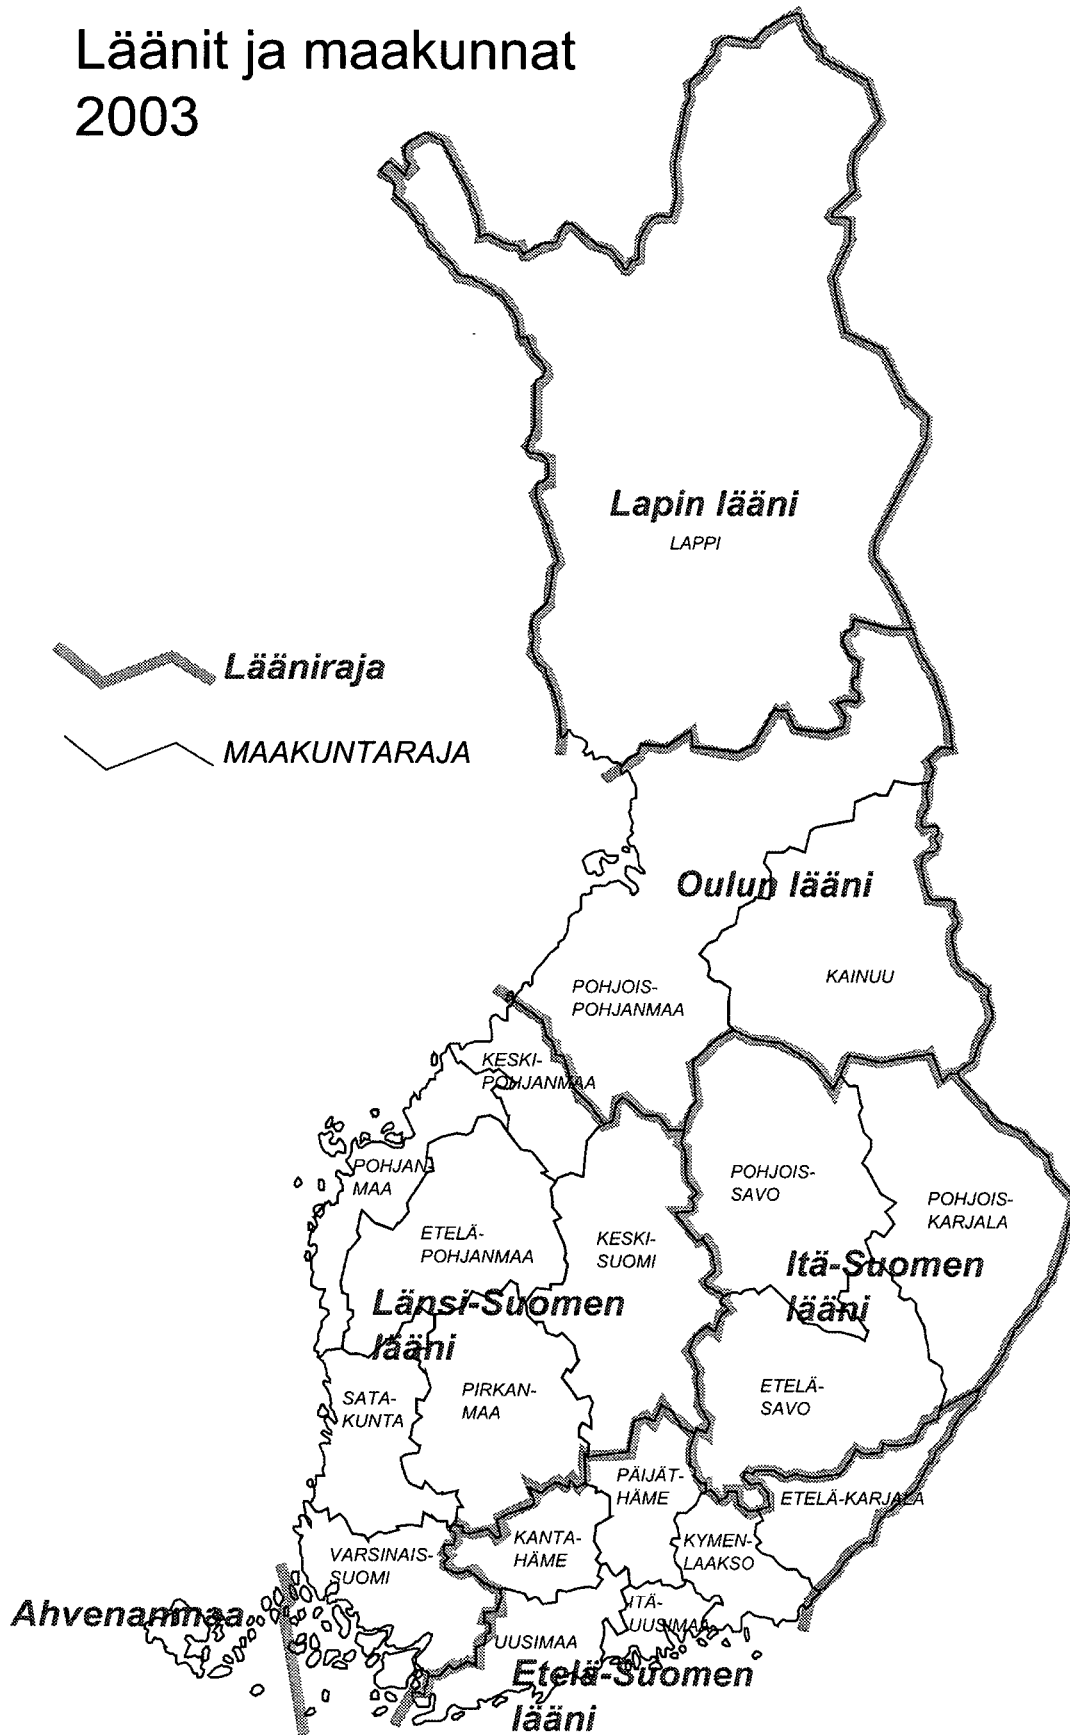 Läänit ja maakunnat
2003
Lapin lääni
LAPPI
Lääniraja
MAAKUNTARAJA
Oulun lääni
KAINUU
POHJOIS-
POHJANMAA
KESKI-
POHJANMAA
POHJAN-
MAA
POHJOIS-
SAVO
POHJOIS-
KARJALA
ETELÄ-
POHJANMAA
KESKI-
SUOMI
Itä-Suomen
lääni
Länsi-Suomen
lääni
SATA-
KUNTA
PIRKAN-
MAA
ETELÄ-
SAVO
PÄIJÄT-
HÄME
ETELÄ-KARJALA
KANTA-
HÄME
KYMEN-
LAAKSO
VARSINAIS-
SUOMI
Ahvenanmaa
ITÄ-
UUSIMAA
UUSIMAA
Etelä-Suomen
lääni